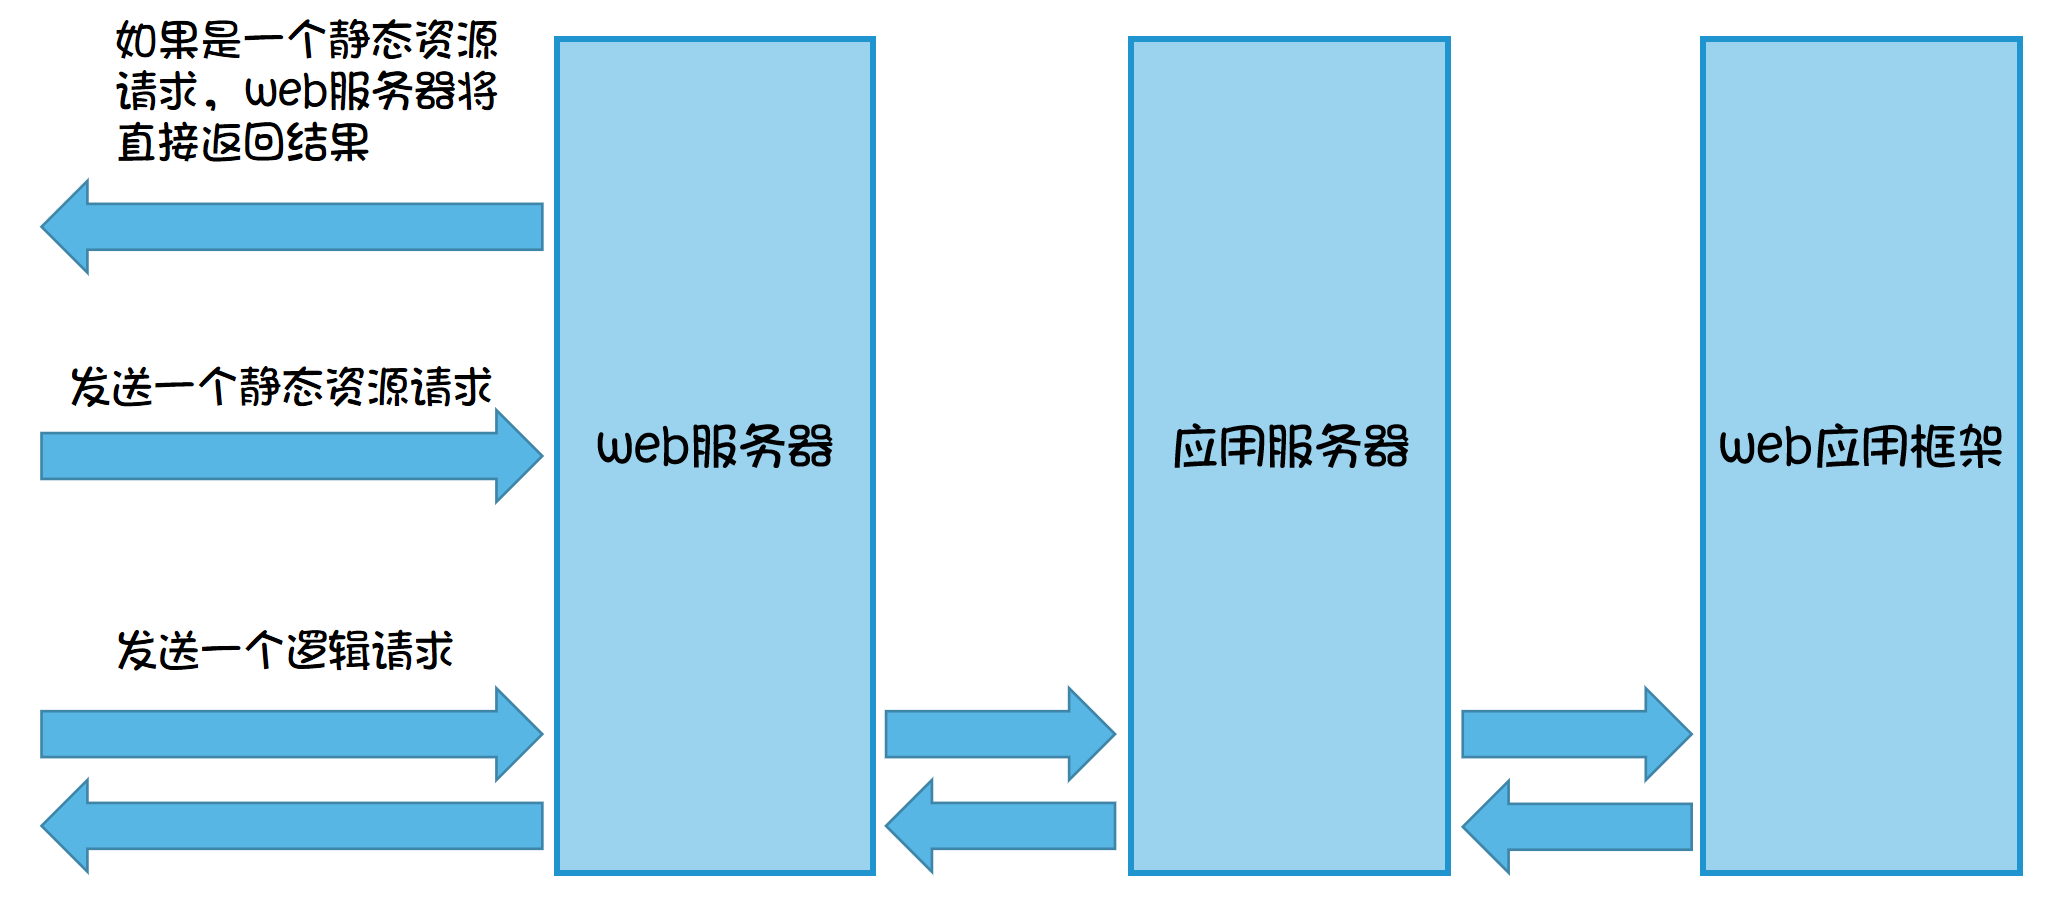 如果是一个静态资源
请求，web服务器将
直接返回结果
发送一个静态资源请求
web服务器
应用服务器
web应用框架
发送一个逻辑请求